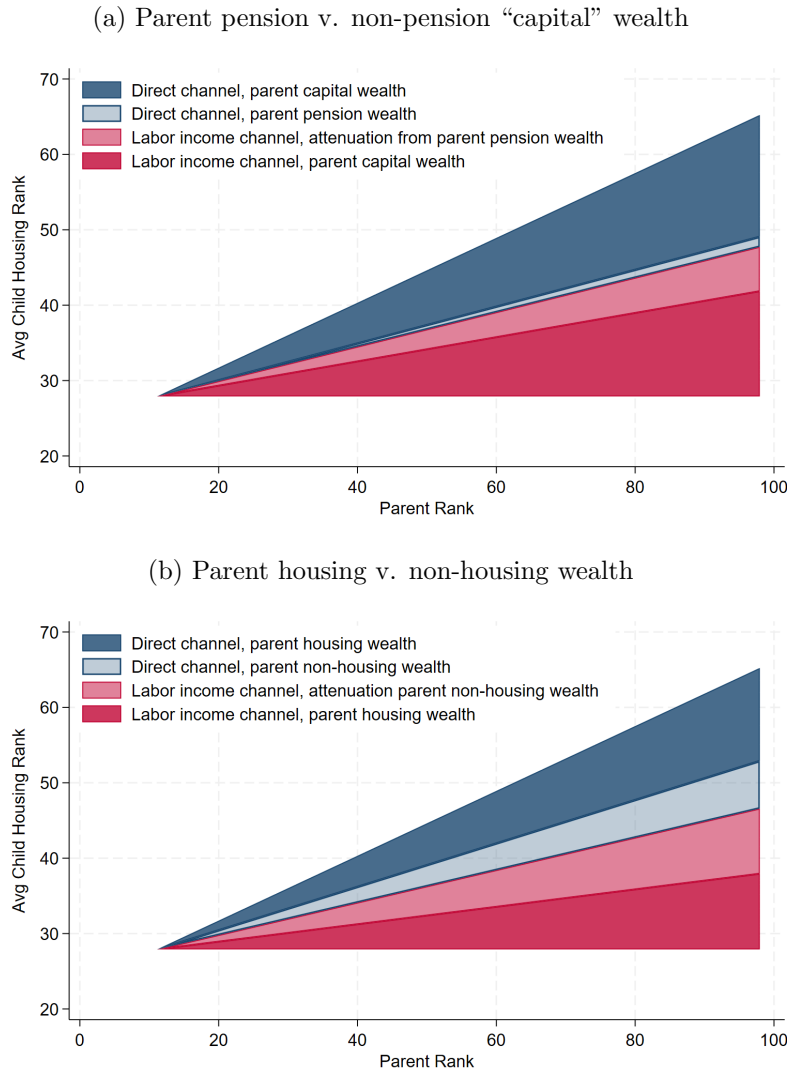 (a) Parent pension v. non-pension “capital” wealth
Direct channel, parent capital wealth
Direct channel, parent pension wealth
Labor income channel, attenuation from parent pension wealth
Labor income channel, parent capital wealth
Avg Child Housing Rank
70
60
50
40
30
20
0 20 40 60 80 100
Parent Rank
(b) Parent housing v. non-housing wealth
Direct channel, parent housing wealth
Direct channel, parent non-housing wealth
Labor income channel, attenuation parent non-housing wealth
Labor income channel, parent housing wealth
Avg Child Housing Rank
70
60
50
40
30
20
0 20 40 60 80 100
Parent Rank